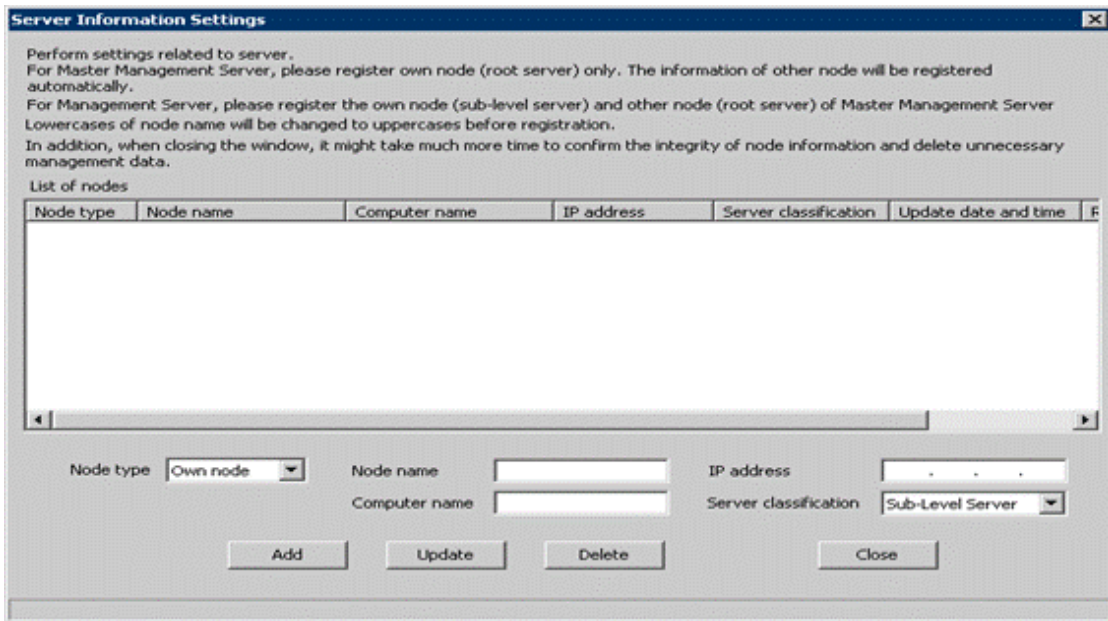 Server Information Settings
Perform settings related to server.
For Master Management Server, please register own node (root server) only. The information of other node will be registered
automatically.
For Management Server, please register the own node (sub-level server) and other node (root server) of Master Management Server
Lowercases of node name will be changed to uppercases before registration.
In addition, when closing the window, it might take much more time to confirm the integrity of node information and delete unnecessary
management data.
List of nodes
Node type Node name Computer name IP address Server classification Update date and time
Node type Own node Node name IP address . . .
Computer name Server classification Sub-Level Server
Add Update Delete Close